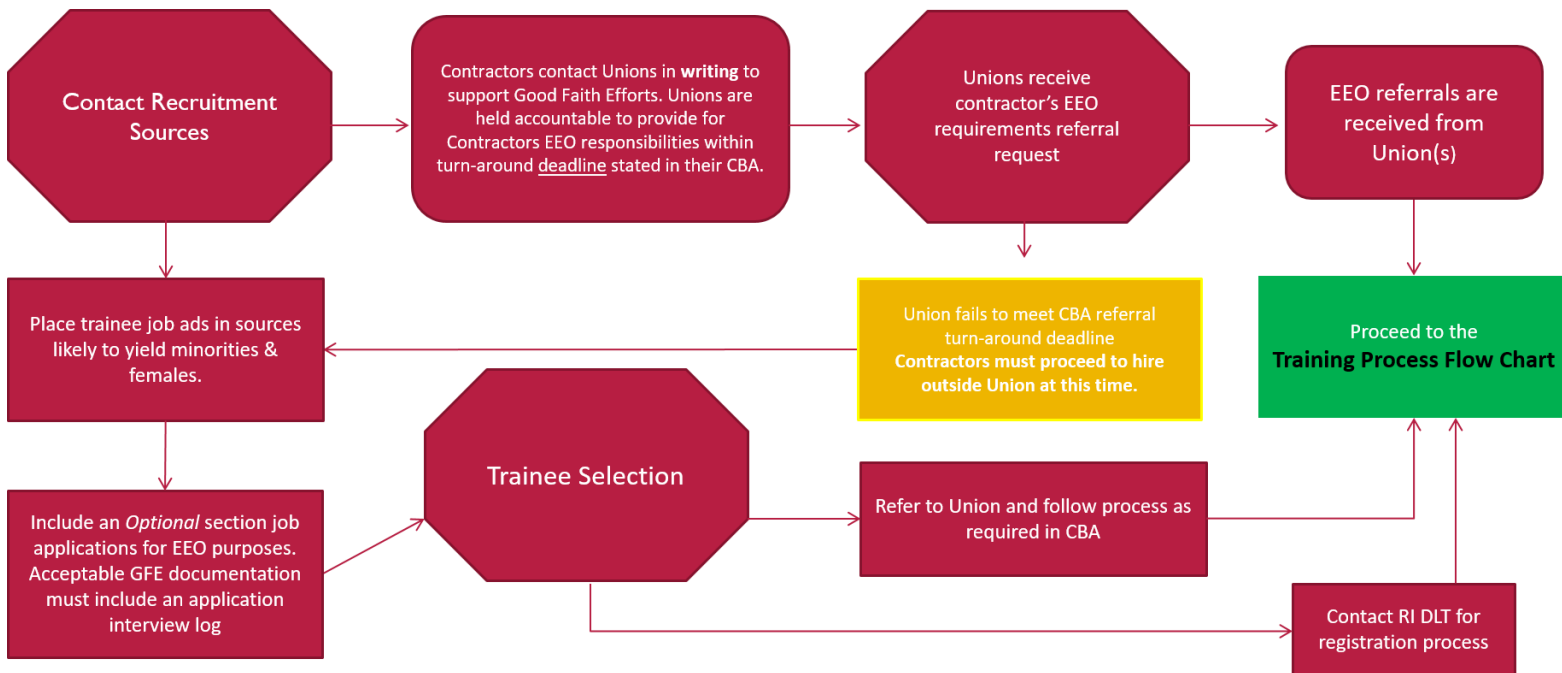 Contact Recruitment
Sources
Contractors contact Unions in writing to
support Good Faith Efforts. Unions are
held accountable to provide for
Contractors EEO responsibilities within
turn-around deadline stated in their CBA.
Unions receive
contractor's EEO
requirements referral
request
EEO referrals are
received from
Union(s)
Place trainee job ads in sources
likely to yield minorities &
females.
Union fails to meet CBA referral
turn-around deadline
Contractors must proceed to hire
outside Union at this time.
Proceed to the
Training Process Flow Chart
Include an Optional section job
applications for EEO purposes.
Acceptable GFE documentation
must include an application
interview log
Trainee Selection
Refer to Union and follow process as
required in CBA
Contact RI DLT for
registration process